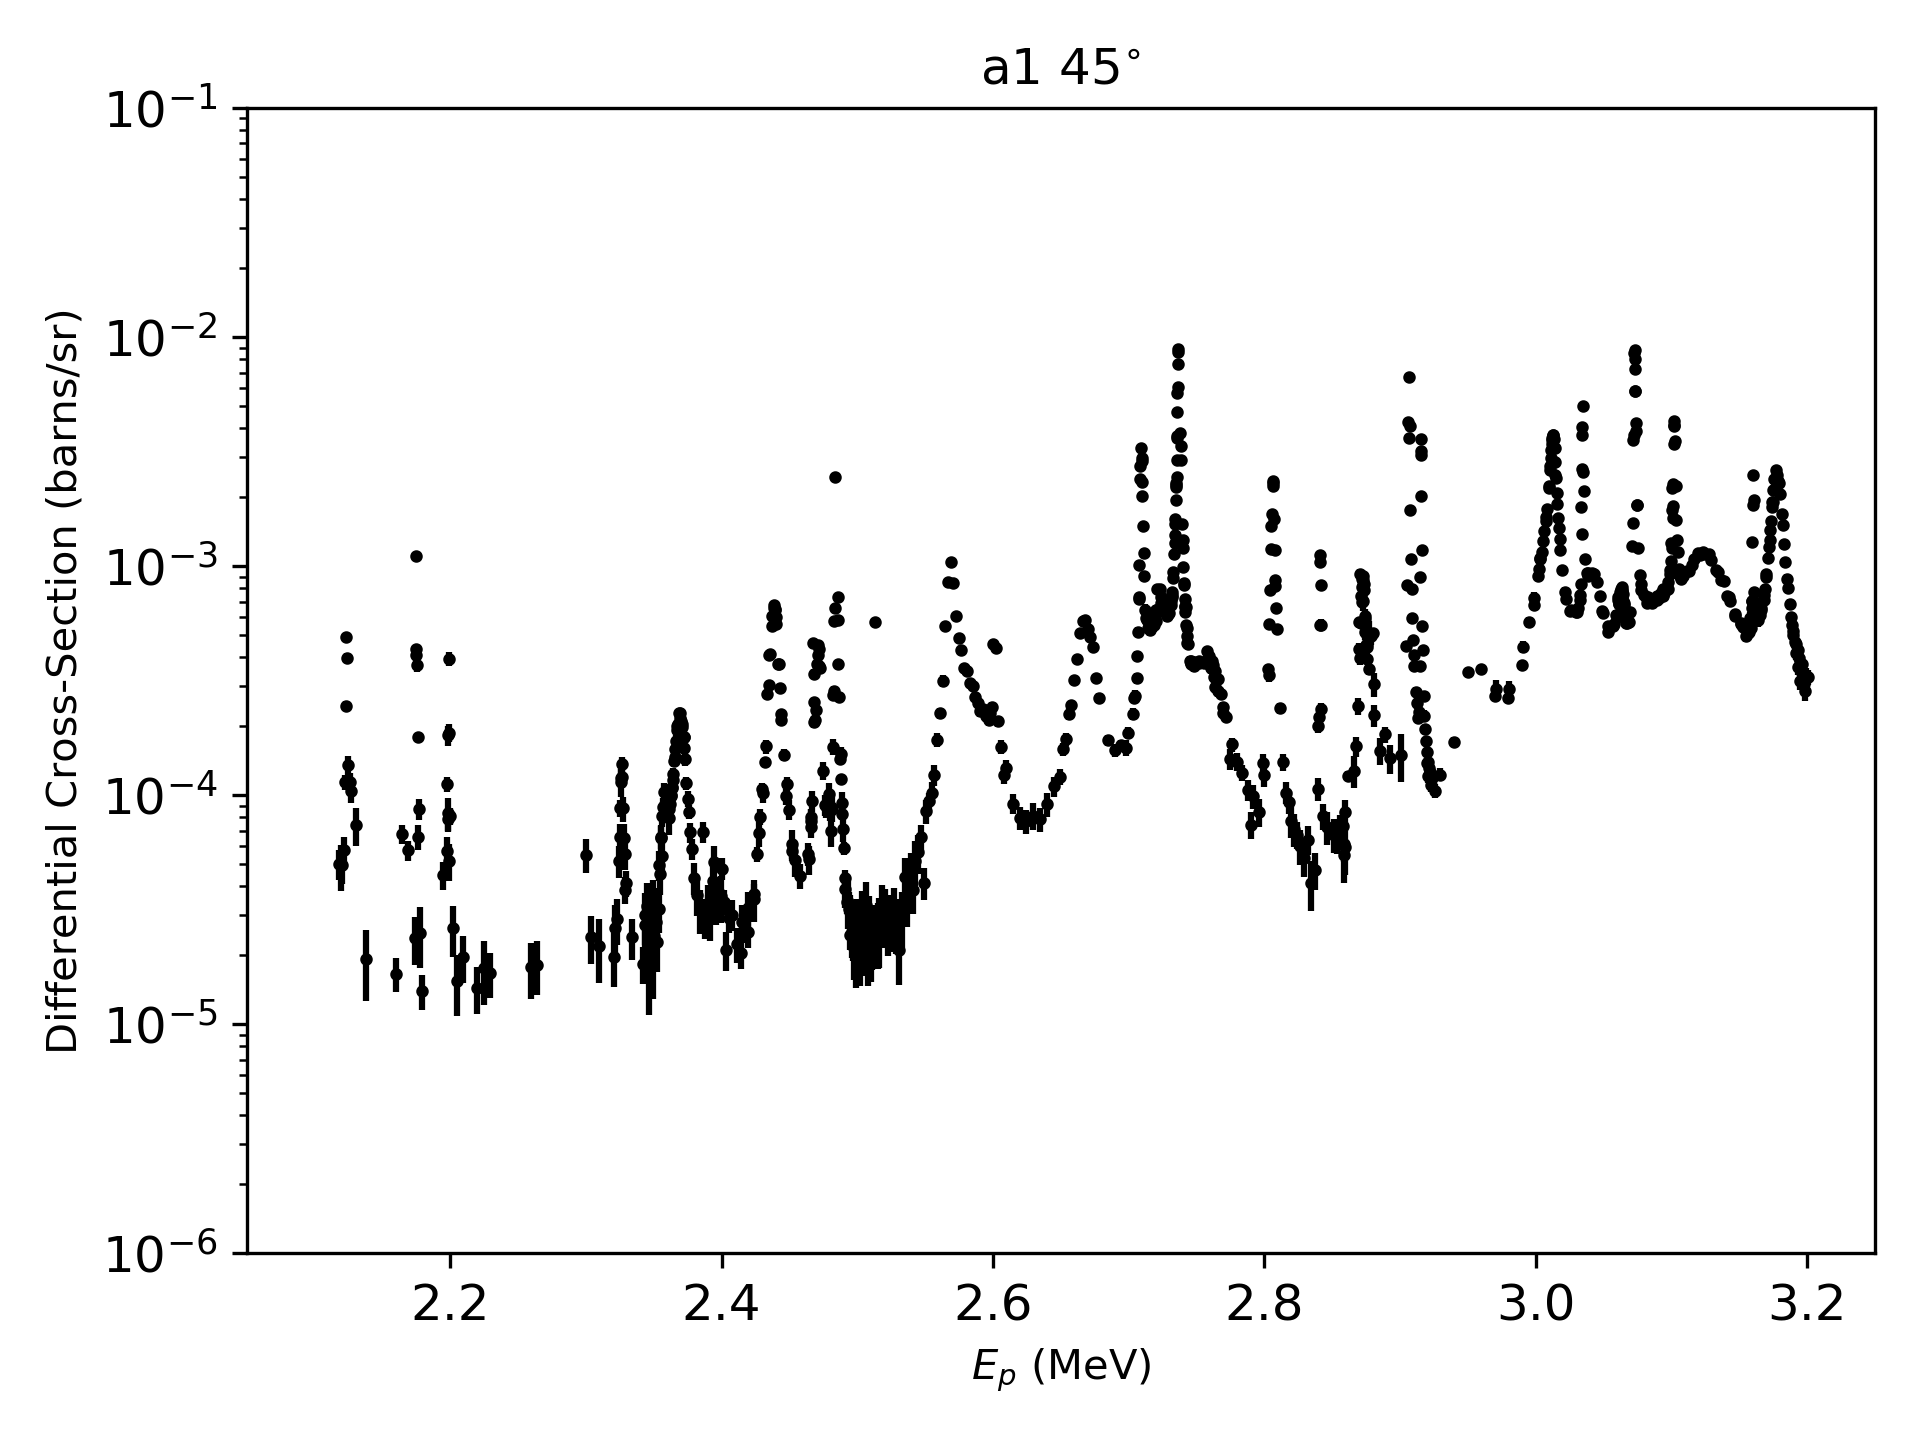 a1 45°
Differential Cross-Section (barns/sr)
10⁻¹
10⁻²
10⁻³
10⁻⁴
10⁻⁵
10⁻⁶
2.2 2.4 2.6 2.8 3.0 3.2
Eₚ (MeV)